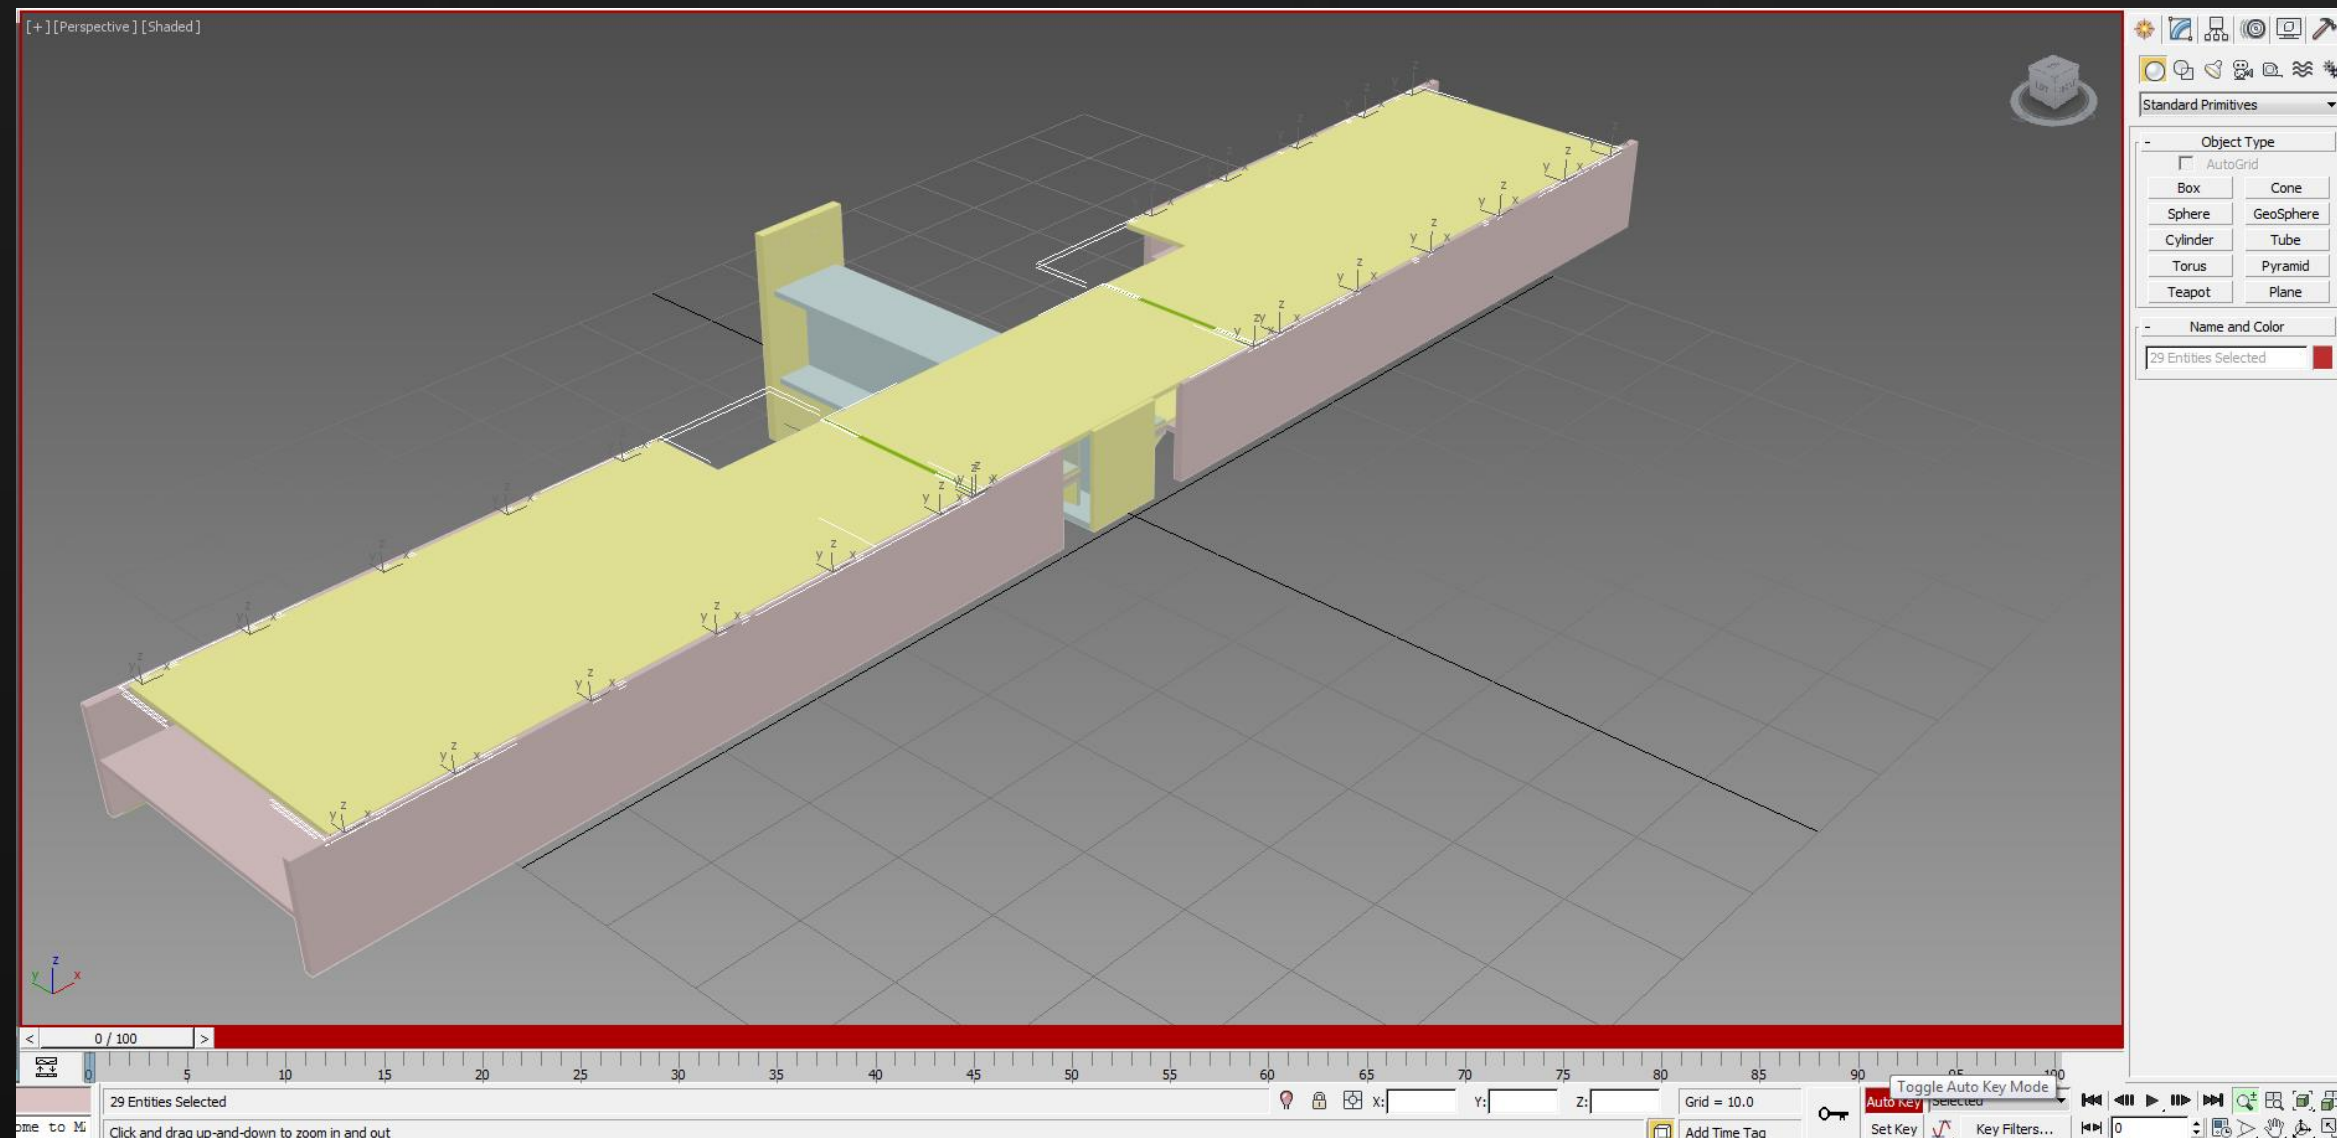 [+] [Perspective] [Shaded]
Standard Primitives
- Object Type
AutoGrid
Box Cone
Sphere GeoSphere
Cylinder Tube
Torus Pyramid
Teapot Plane
- Name and Color
29 Entities Selected
z
y x
< 0 / 100 >
0 5 10 15 20 25 30 35 40 45 50 55 60 65 70 75 80 85 90 95 100
Toggle Auto Key Mode
29 Entities Selected X: Y: Z: Grid = 10.0 Auto Key Selected
ome to M
Click and drag up-and-down to zoom in and out Add Time Tag Set Key Key Filters... 0